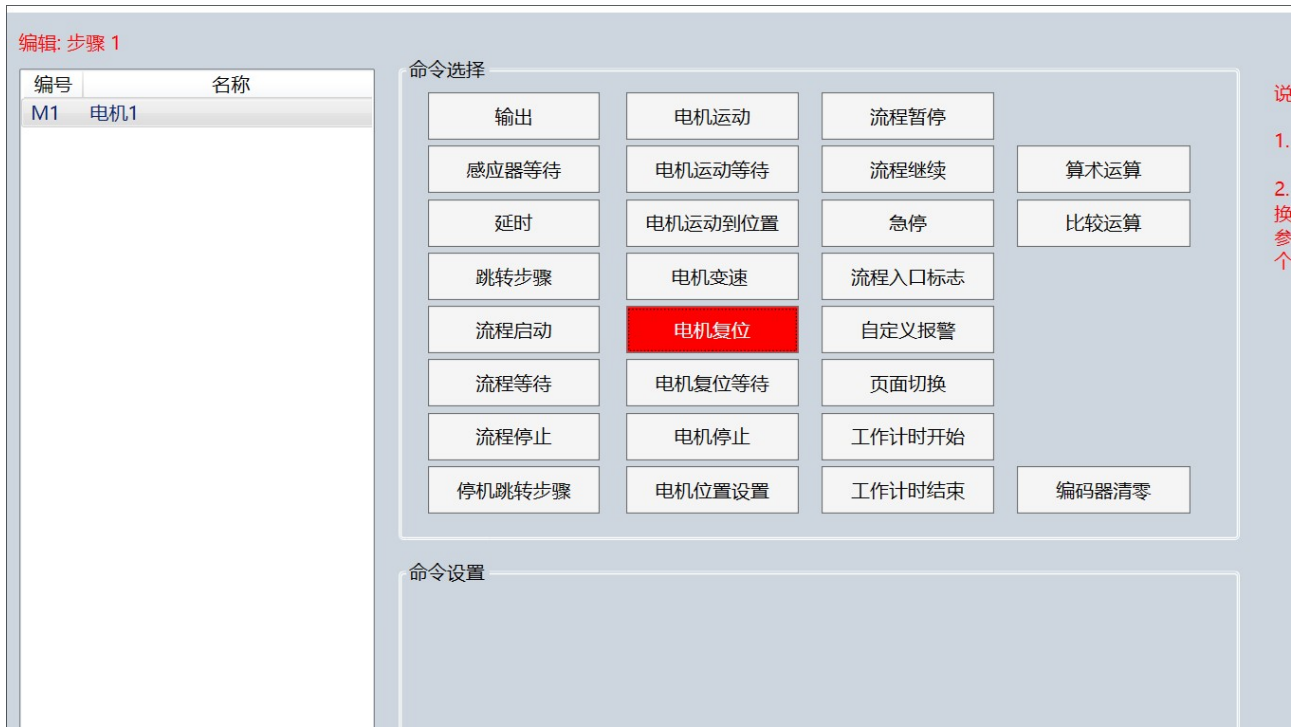 编辑: 步骤 1
编号 名称
M1 电机1
命令选择
输出 电机运动 流程暂停
感应器等待 电机运动等待 流程继续 算术运算
延时 电机运动到位置 急停 比较运算
跳转步骤 电机变速 流程入口标志
流程启动 电机复位 自定义报警
流程等待 电机复位等待 页面切换
流程停止 电机停止 工作计时开始
停机跳转步骤 电机位置设置 工作计时结束 编码器清零
命令设置
说
1.
2.
换
参
个